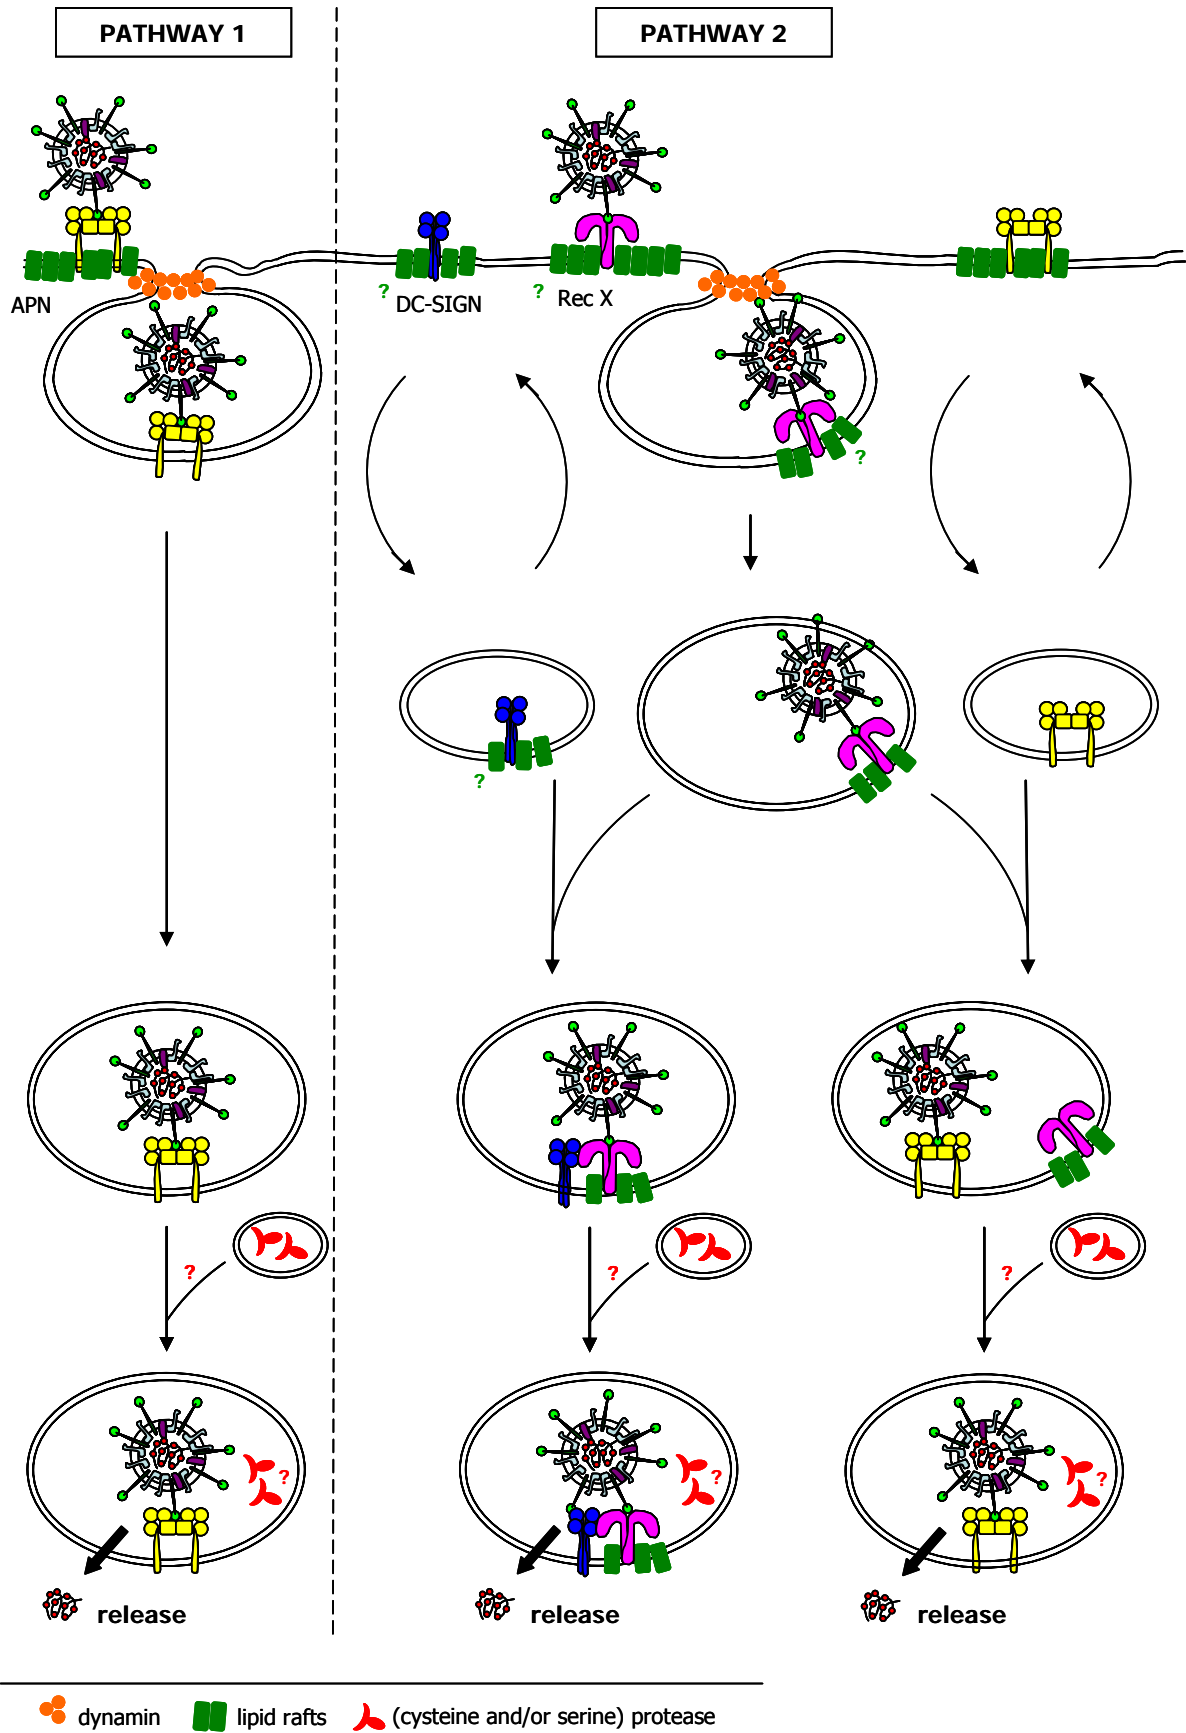 PATHWAY 1
PATHWAY 2
APN
?
DC-SIGN
?
Rec X
?
?
?
?
?
?
?
?
release
release
release
dynamin
lipid rafts
(cysteine and/or serine) protease